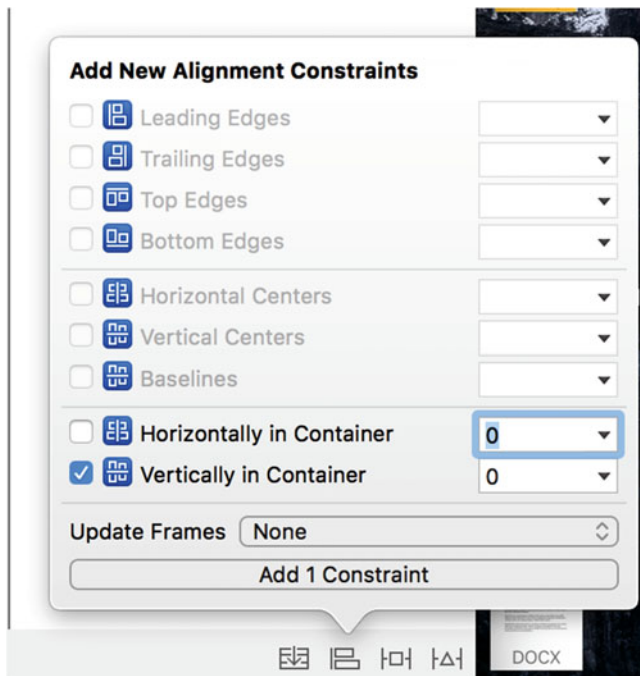 Add New Alignment Constraints
Leading Edges
Trailing Edges
Top Edges
Bottom Edges
Horizontal Centers
Vertical Centers
Baselines
Horizontally in Container 0
Vertically in Container 0
Update Frames None
Add 1 Constraint
DOCX